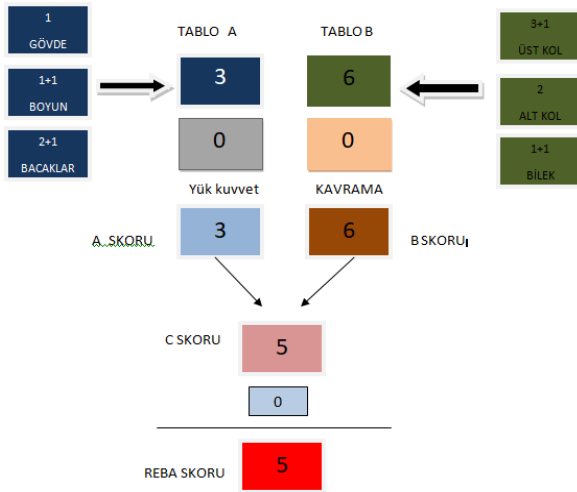 1
GÖVDE
1+1
BOYUN
2+1
BACAKLAR
TABLO A
3
0
Yük kuvvet
A SKORU
3
TABLO B
6
0
KAVRAMA
6
B SKORU
3+1
ÜST KOL
2
ALT KOL
1+1
BİLEK
C SKORU
5
0
REBA SKORU
5